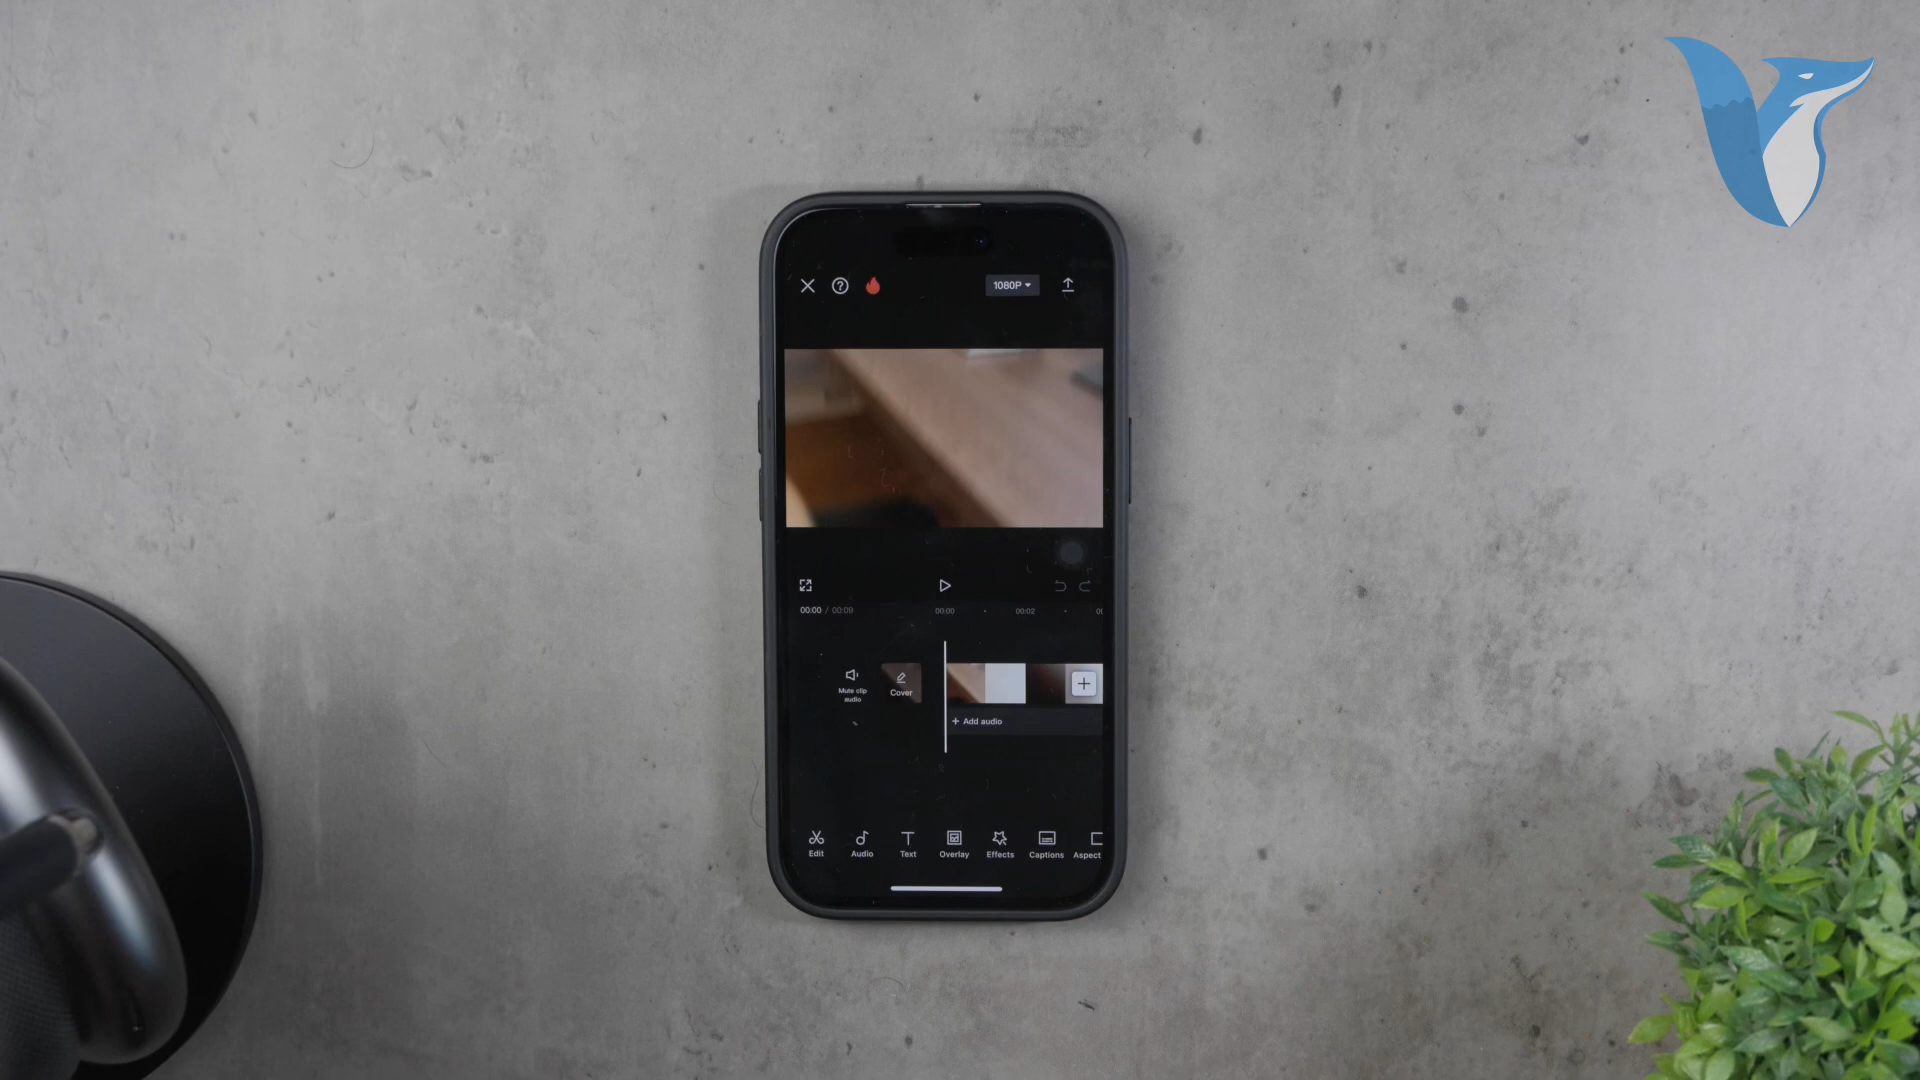 1080P
00:00 / 00:09
00:00
00:02
Mute clip
audio
Cover
+ Add audio
Edit
Audio
Text
Overlay
Effects
Captions
Aspect